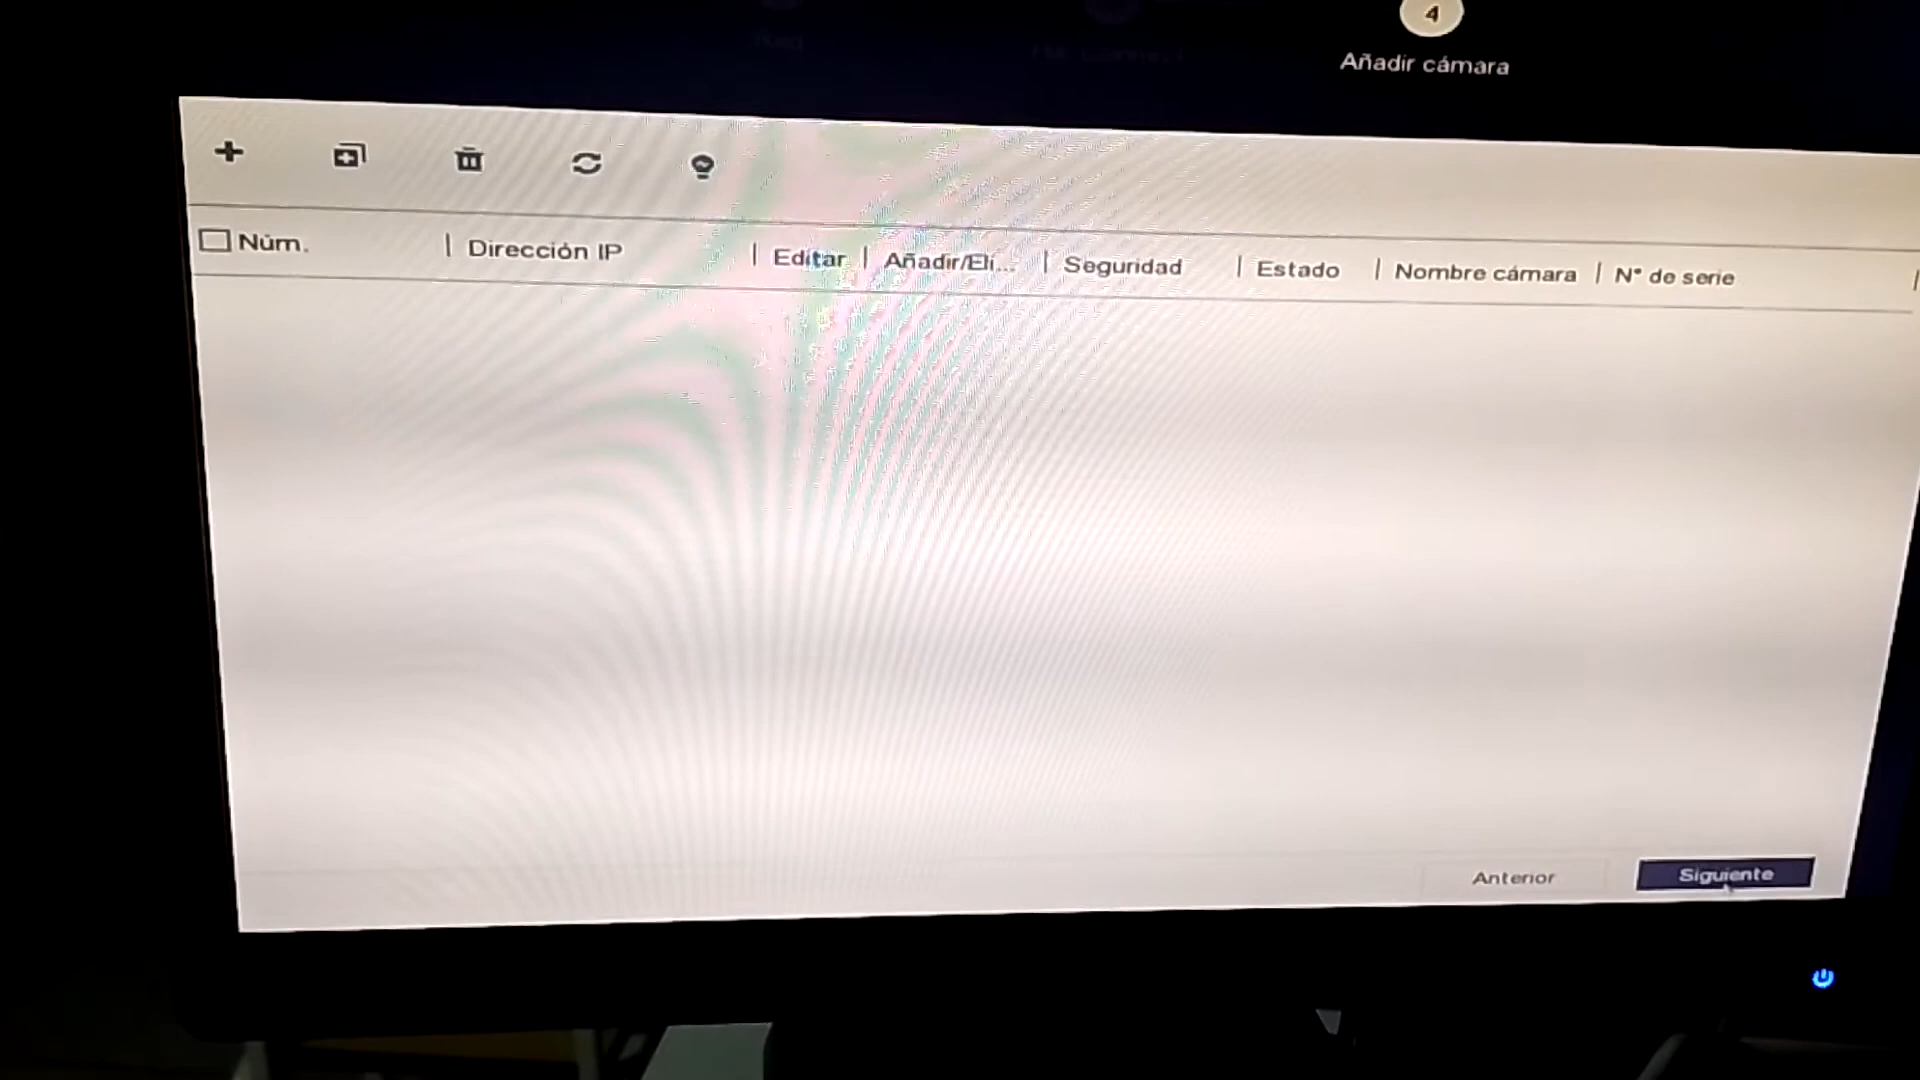 4
Añadir cámara
Núm. | Dirección IP | Editar | Añadir/Eli... | Seguridad | Estado | Nombre cámara | N° de serie |
Anterior Siguiente